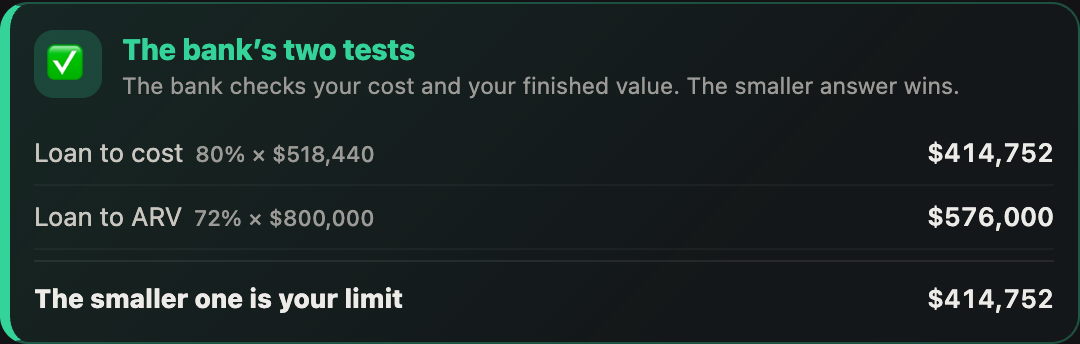 The bank’s two tests
The bank checks your cost and your finished value. The smaller answer wins.
Loan to cost 80% × $518,440 $414,752
Loan to ARV 72% × $800,000 $576,000
The smaller one is your limit $414,752